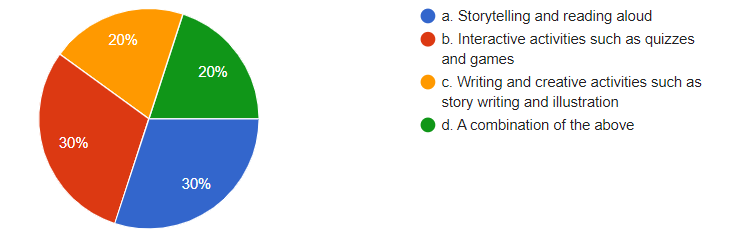 20%
20%
30%
30%
a. Storytelling and reading aloud
b. Interactive activities such as quizzes
and games
c. Writing and creative activities such as
story writing and illustration
d. A combination of the above